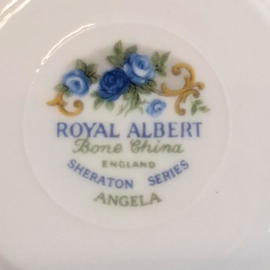 ROYAL ALBERT
Bone China
ENGLAND
SHERATON SERIES
ANGELA